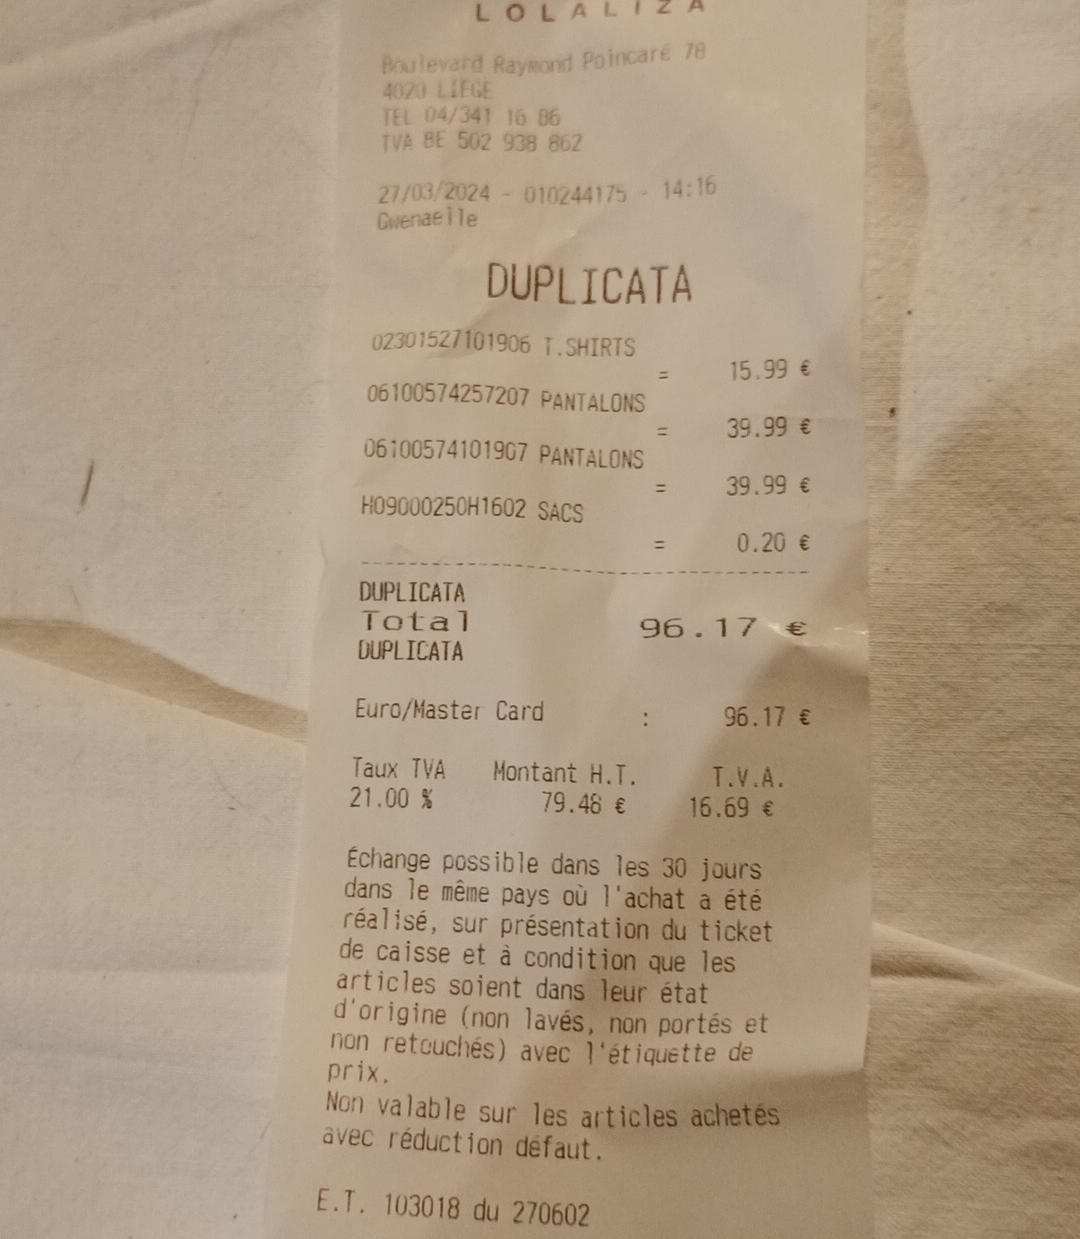 LOLALIZA
Boulevard Raymond Poincaré 78
4020 LIEGE
TEL 04/341 16 86
TVA BE 502 938 862
27/03/2024 - 010244175 - 14:16
Gwenaelle
DUPLICATA
02301527101906 T.SHIRTS
= 15.99 €
06100574257207 PANTALONS
= 39.99 €
06100574101907 PANTALONS
= 39.99 €
H09000250H1602 SACS
= 0.20 €
DUPLICATA
Total 96.17 €
DUPLICATA
Euro/Master Card : 96.17 €
Taux TVA Montant H.T. T.V.A.
21.00 % 79.48 € 16.69 €
Échange possible dans les 30 jours
dans le même pays où l'achat a été
réalisé, sur présentation du ticket
de caisse et à condition que les
articles soient dans leur état
d'origine (non lavés, non portés et
non retouchés) avec l'étiquette de
prix.
Non valable sur les articles achetés
avec réduction défaut.
E.T. 103018 du 270602